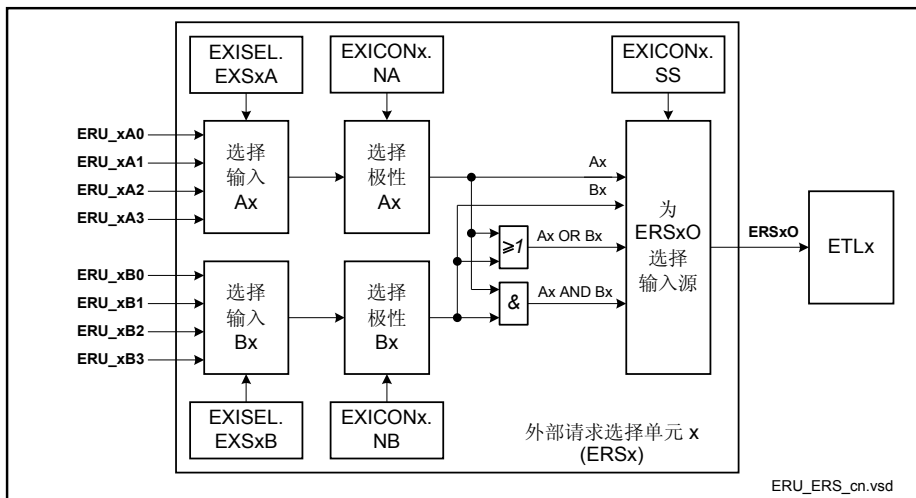 EXISEL.
EXSxA
EXICONx.
NA
EXICONx.
SS
ERU_xA0
ERU_xA1
ERU_xA2
ERU_xA3
选择
输入
Ax
选择
极性
Ax
Ax
Bx
≥1
Ax OR Bx
&
Ax AND Bx
为
ERSxO
选择
输入源
ERSxO
ETLx
ERU_xB0
ERU_xB1
ERU_xB2
ERU_xB3
选择
输入
Bx
选择
极性
Bx
EXISEL.
EXSxB
EXICONx.
NB
外部请求选择单元 x
(ERSx)
ERU_ERS_cn.vsd